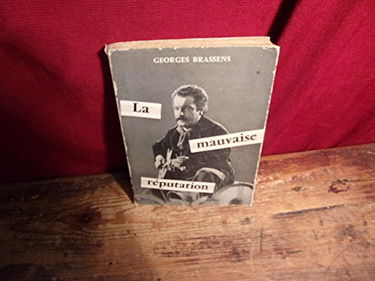 GEORGES BRASSENS
La
mauvaise
réputation